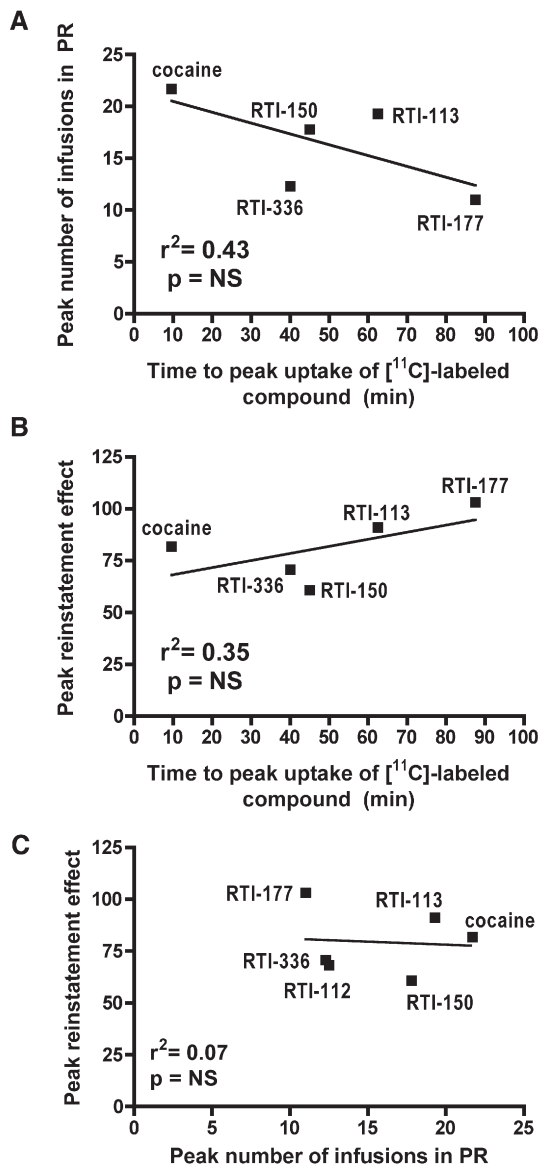 A
Peak number of infusions in PR
25
20
15
10
5
0
cocaine
RTI-150
RTI-113
RTI-336
RTI-177
r²= 0.43
p = NS
0 10 20 30 40 50 60 70 80 90 100
Time to peak uptake of [¹¹C]-labeled
compound (min)
B
Peak reinstatement effect
125
100
75
50
25
0
RTI-177
RTI-113
cocaine
RTI-336
RTI-150
r²= 0.35
p = NS
0 10 20 30 40 50 60 70 80 90 100
Time to peak uptake of [¹¹C]-labeled
compound (min)
C
Peak reinstatement effect
125
100
75
50
25
0
RTI-177
RTI-113
cocaine
RTI-336
RTI-112
RTI-150
r²= 0.07
p = NS
0 5 10 15 20 25
Peak number of infusions in PR